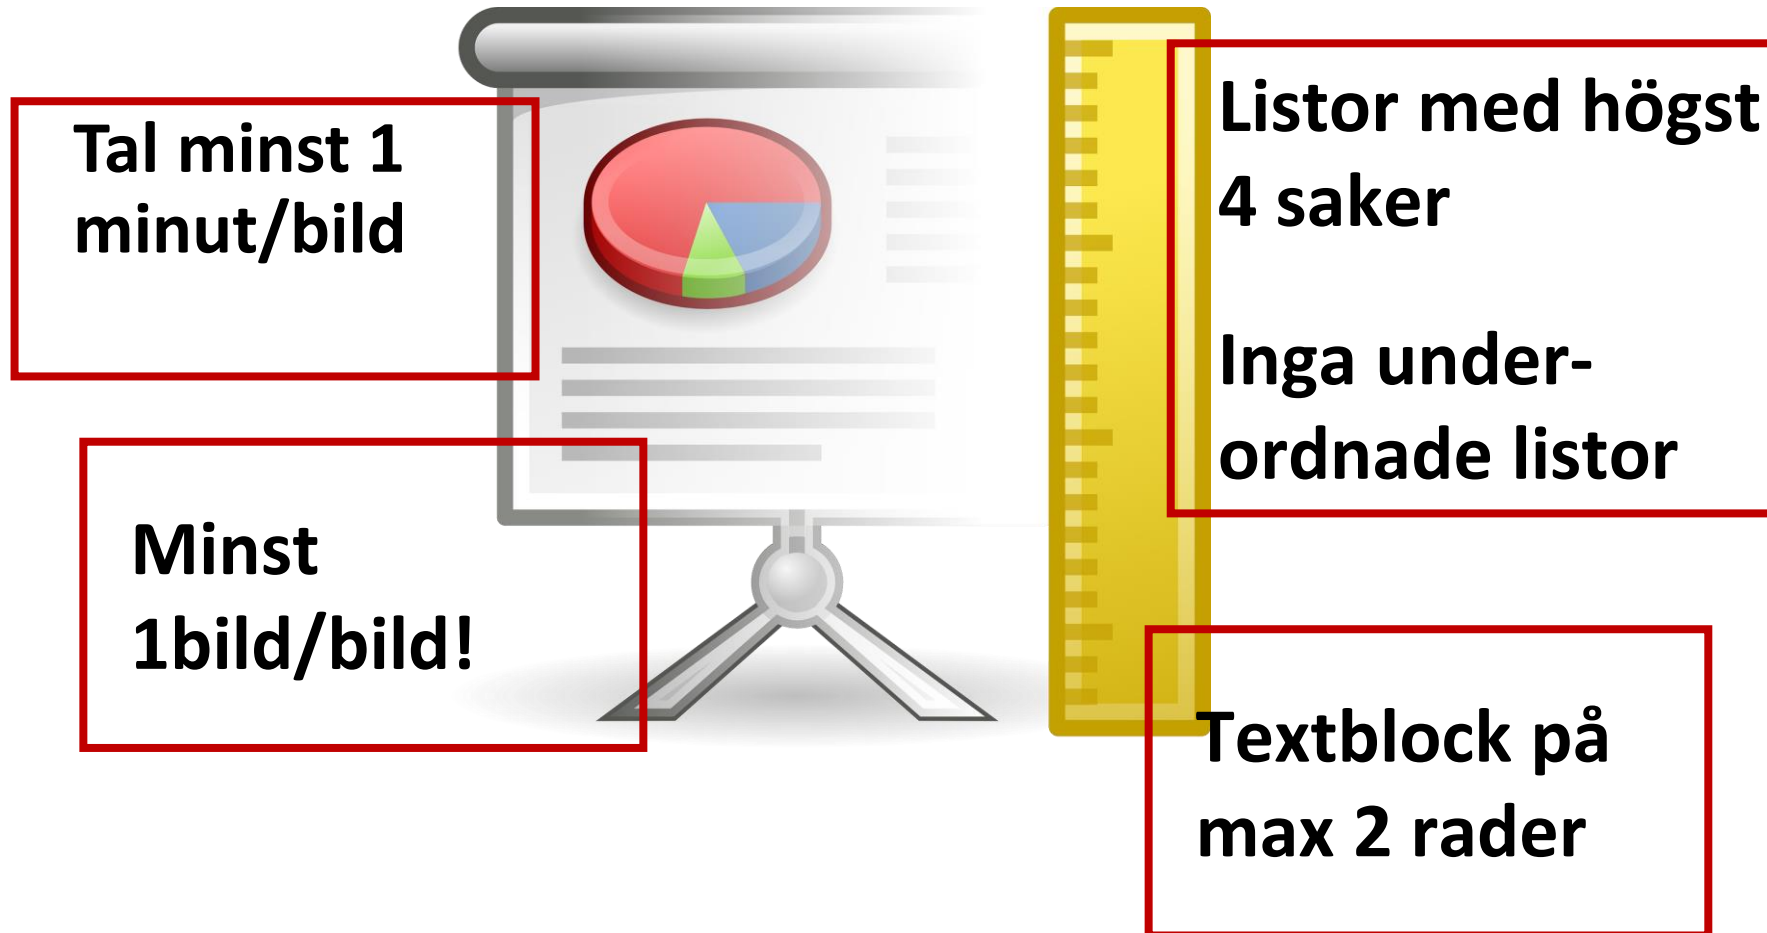 Tal minst 1
minut/bild
Minst
1bild/bild!
Listor med högst
4 saker
Inga under-
ordnade listor
Textblock på
max 2 rader